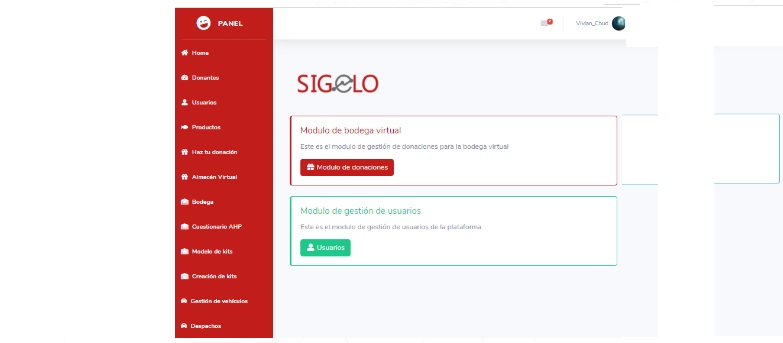 PANEL
Vivian_Chud
Home
Donantes
Usuarios
Productos
Haz tu donación
Almacén Virtual
Bodega
Cuestionario AHP
Modelo de kits
Creación de kits
Gestión de vehículos
Despachos
SIGELO
Modulo de bodega virtual
Este es el modulo de gestión de donaciones para la bodega virtual
Modulo de donaciones
Modulo de gestión de usuarios
Este es el modulo de gestión de usuarios de la plataforma
Usuarios